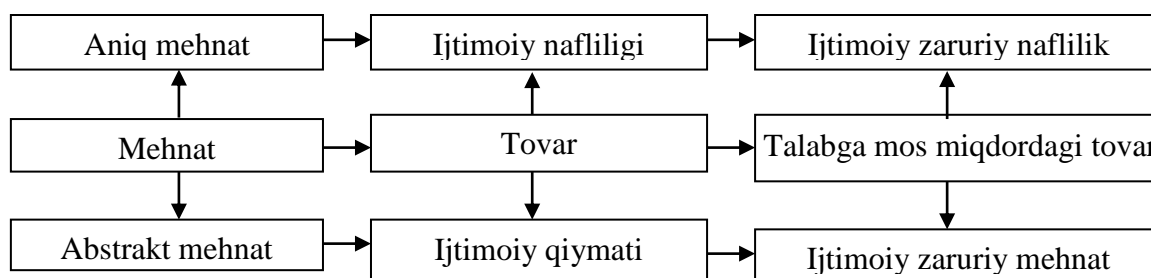 Aniq mehnat
Ijtimoiy nafliligi
Ijtimoiy zaruriy naflilik
Mehnat
Tovar
Talabga mos miqdordagi tovar
Abstrakt mehnat
Ijtimoiy qiymati
Ijtimoiy zaruriy mehnat